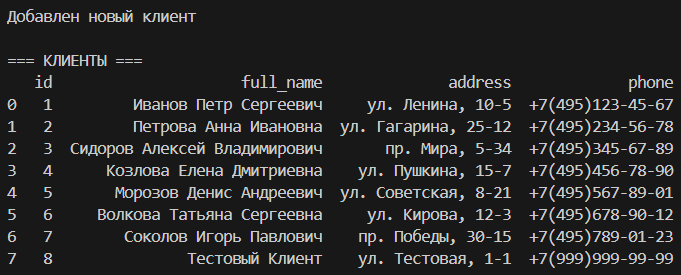 Добавлен новый клиент
=== КЛИЕНТЫ ===
id full_name address phone
0 1 Иванов Петр Сергеевич ул. Ленина, 10-5 +7(495)123-45-67
1 2 Петрова Анна Ивановна ул. Гагарина, 25-12 +7(495)234-56-78
2 3 Сидоров Алексей Владимирович пр. Мира, 5-34 +7(495)345-67-89
3 4 Козлова Елена Дмитриевна ул. Пушкина, 15-7 +7(495)456-78-90
4 5 Морозов Денис Андреевич ул. Советская, 8-21 +7(495)567-89-01
5 6 Волкова Татьяна Сергеевна ул. Кирова, 12-3 +7(495)678-90-12
6 7 Соколов Игорь Павлович пр. Победы, 30-15 +7(495)789-01-23
7 8 Тестовый Клиент ул. Тестовая, 1-1 +7(999)999-99-99